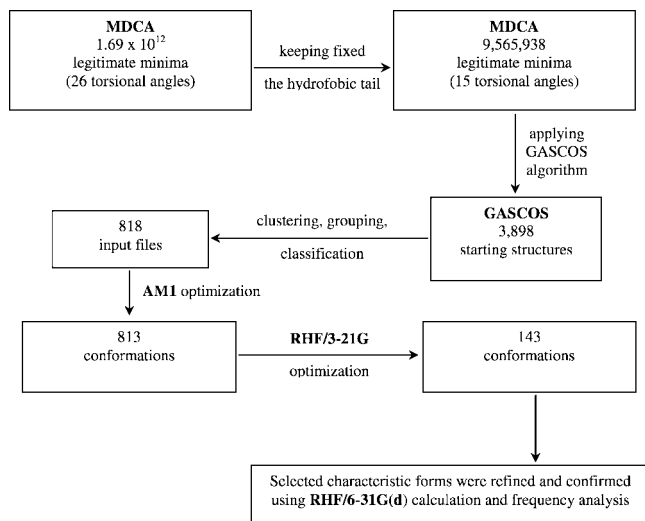 MDCA
1.69 x 10¹²
legitimate minima
(26 torsional angles)
keeping fixed
the hydrofobic tail
MDCA
9,565,938
legitimate minima
(15 torsional angles)
applying
GASCOS
algorithm
GASCOS
3,898
starting structures
clustering, grouping,
classification
818
input files
AM1 optimization
813
conformations
RHF/3-21G
optimization
143
conformations
Selected characteristic forms were refined and confirmed
using RHF/6-31G(d) calculation and frequency analysis